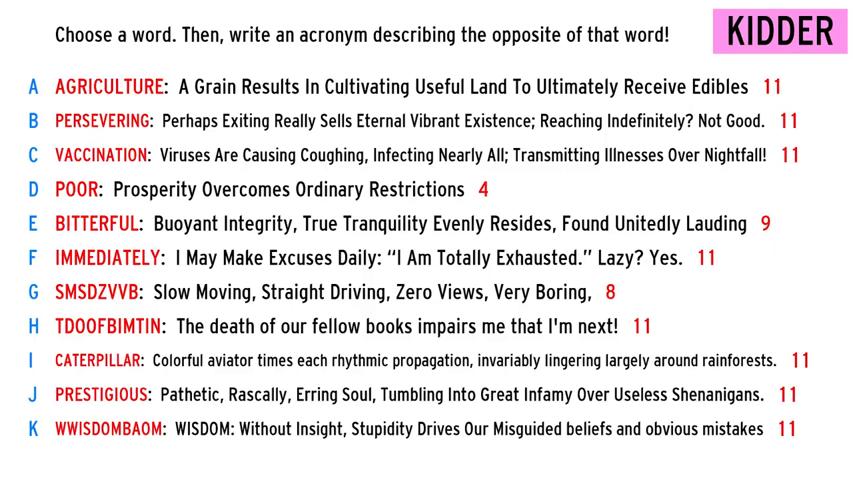 Choose a word. Then, write an acronym describing the opposite of that word!
KIDDER
A AGRICULTURE: A Grain Results In Cultivating Useful Land To Ultimately Receive Edibles 11
B PERSEVERING: Perhaps Exiting Really Sells Eternal Vibrant Existence; Reaching Indefinitely? Not Good. 11
C VACCINATION: Viruses Are Causing Coughing, Infecting Nearly All; Transmitting Illnesses Over Nightfall! 11
D POOR: Prosperity Overcomes Ordinary Restrictions 4
E BITTERFUL: Buoyant Integrity, True Tranquility Evenly Resides, Found Unitedly Lauding 9
F IMMEDIATELY: I May Make Excuses Daily: “I Am Totally Exhausted.” Lazy? Yes. 11
G SMSDZVVB: Slow Moving, Straight Driving, Zero Views, Very Boring, 8
H TDOOFBIMTIN: The death of our fellow books impairs me that I'm next! 11
I CATERPILLAR: Colorful aviator times each rhythmic propagation, invariably lingering largely around rainforests. 11
J PRESTIGIOUS: Pathetic, Rascally, Erring Soul, Tumbling Into Great Infamy Over Useless Shenanigans. 11
K WWISDOMBAOM: WISDOM: Without Insight, Stupidity Drives Our Misguided beliefs and obvious mistakes 11